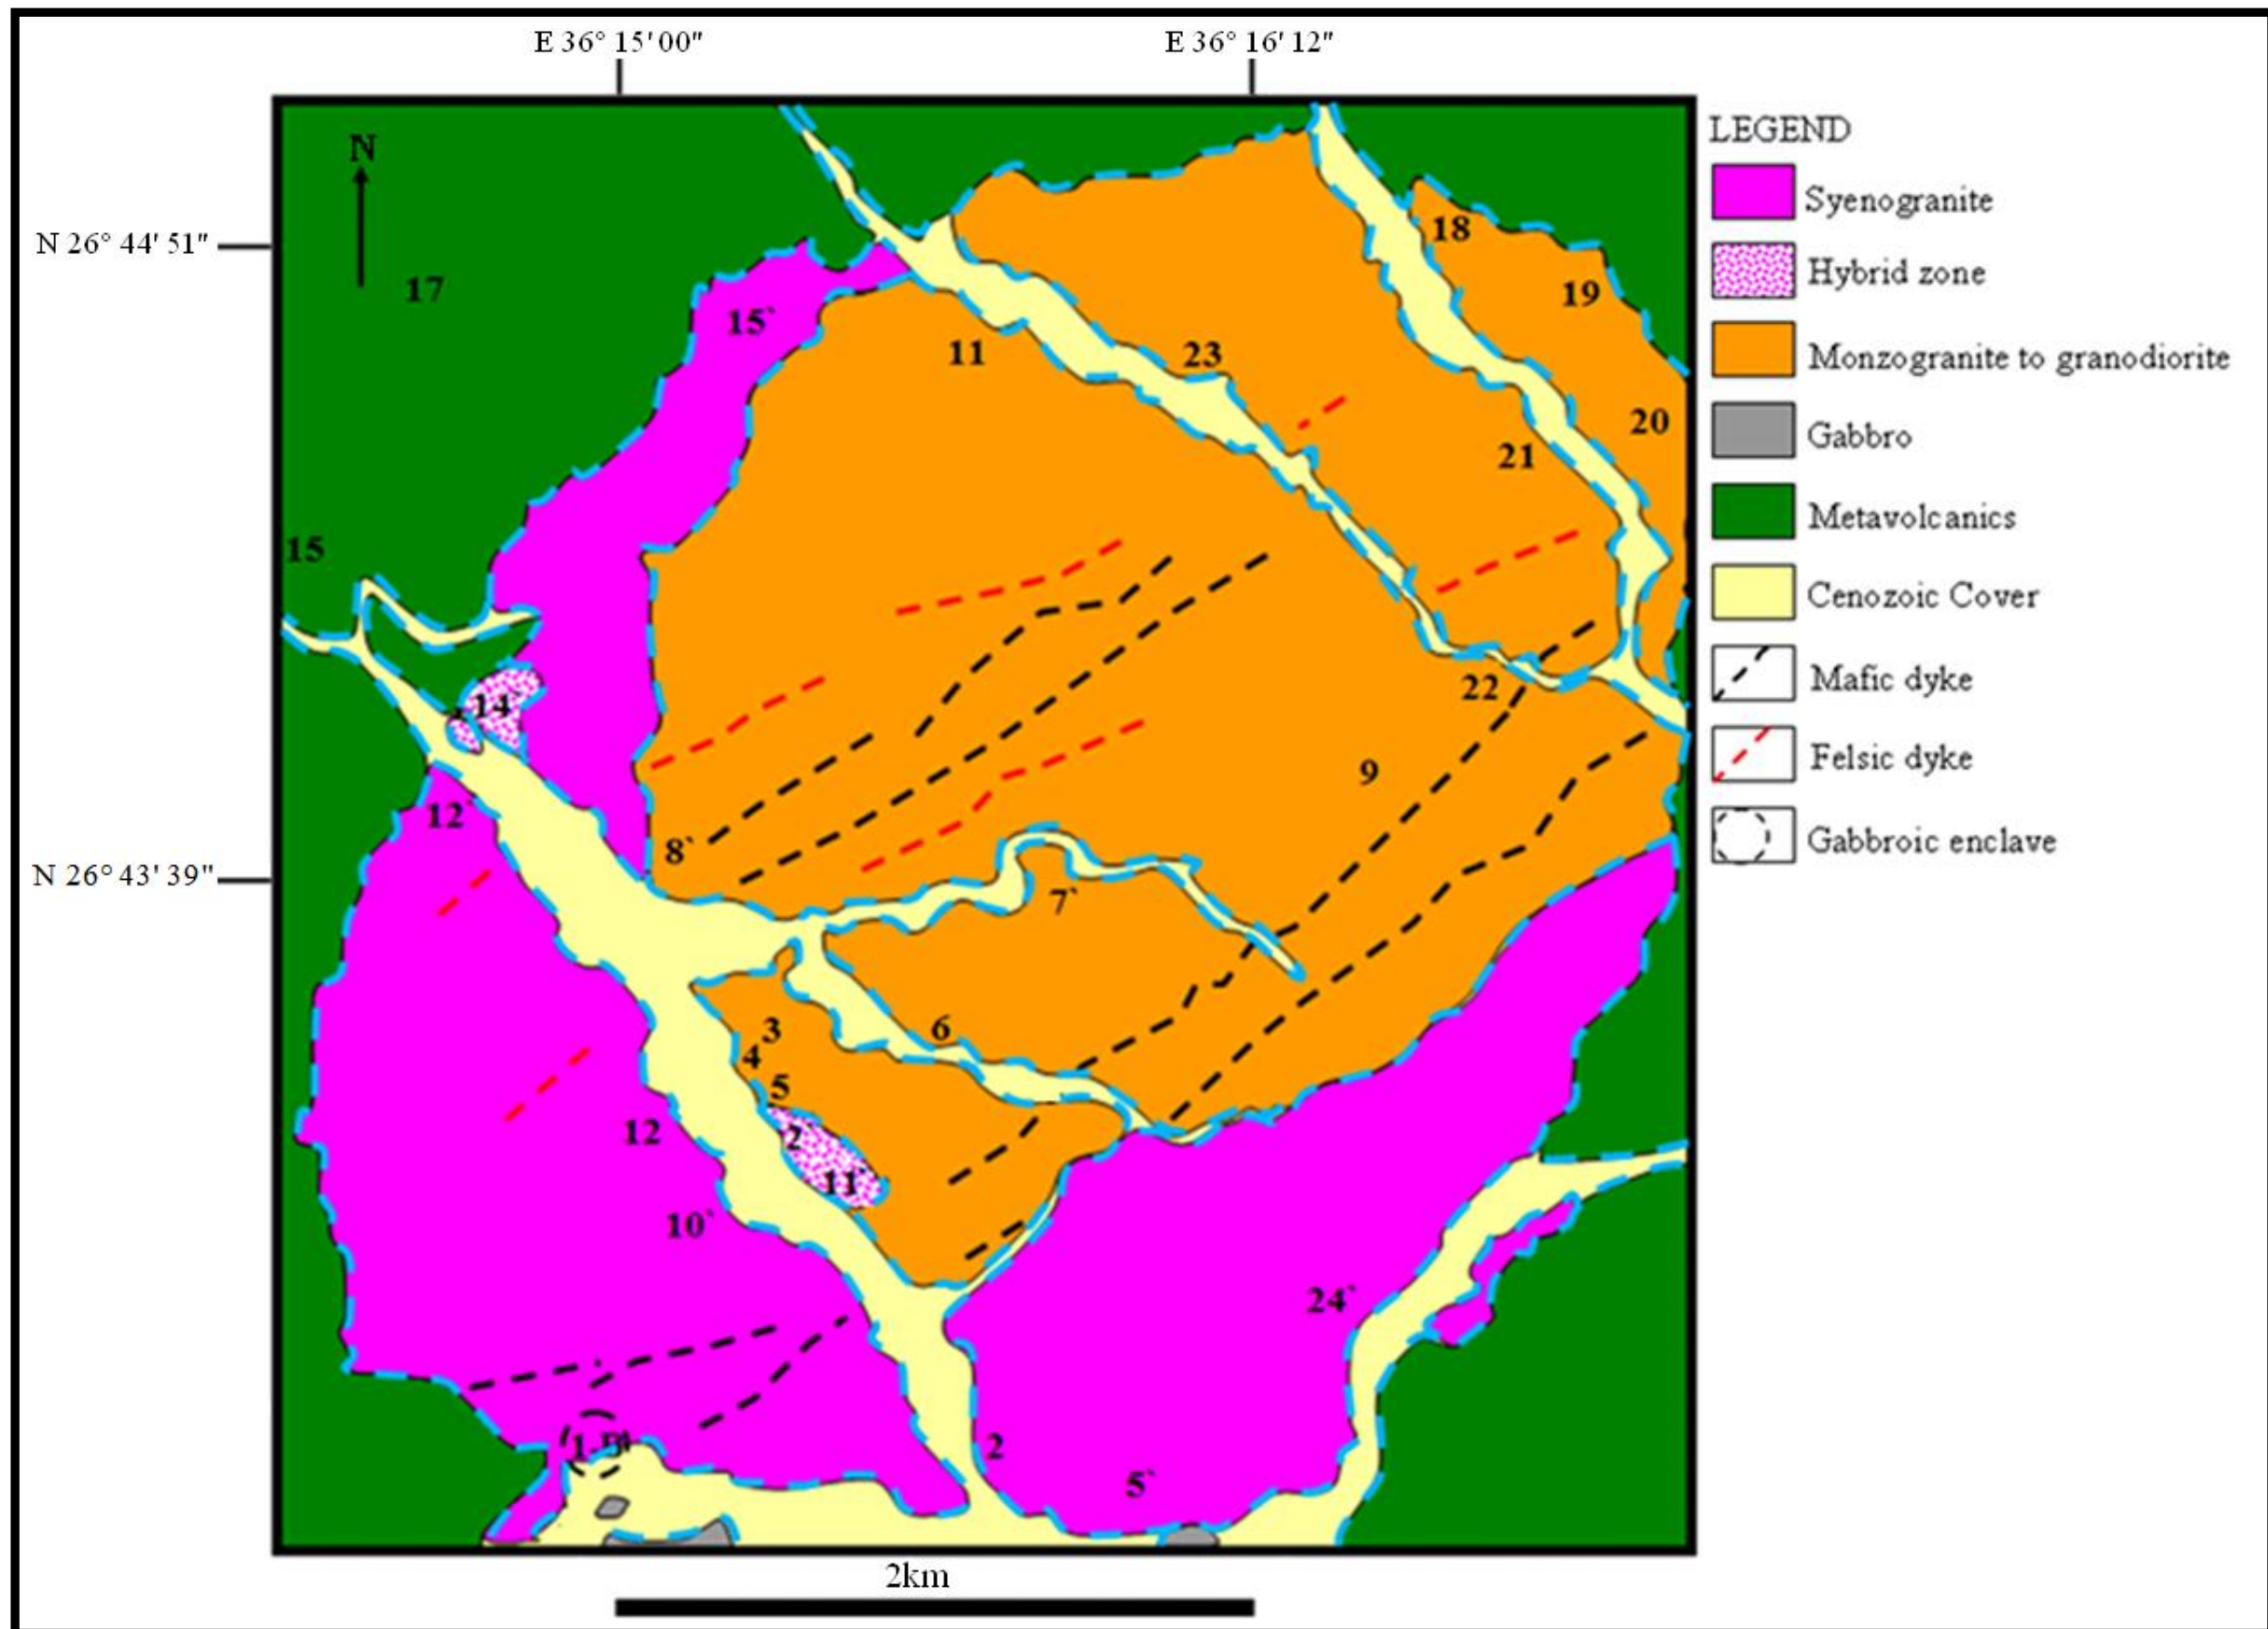 E 36° 15' 00"
E 36° 16' 12"
N
N 26° 44' 51"
N 26° 43' 39"
17
15`
11
23
18
19
20
21
15
14`
12`
8`
22
9
7`
3
4
5
6
2`
11`
12
10`
24`
2
5`
2km
LEGEND
Syenogranite
Hybrid zone
Monzogranite to granodiorite
Gabbro
Metavolcanics
Cenozoic Cover
Mafic dyke
Felsic dyke
Gabbroic enclave